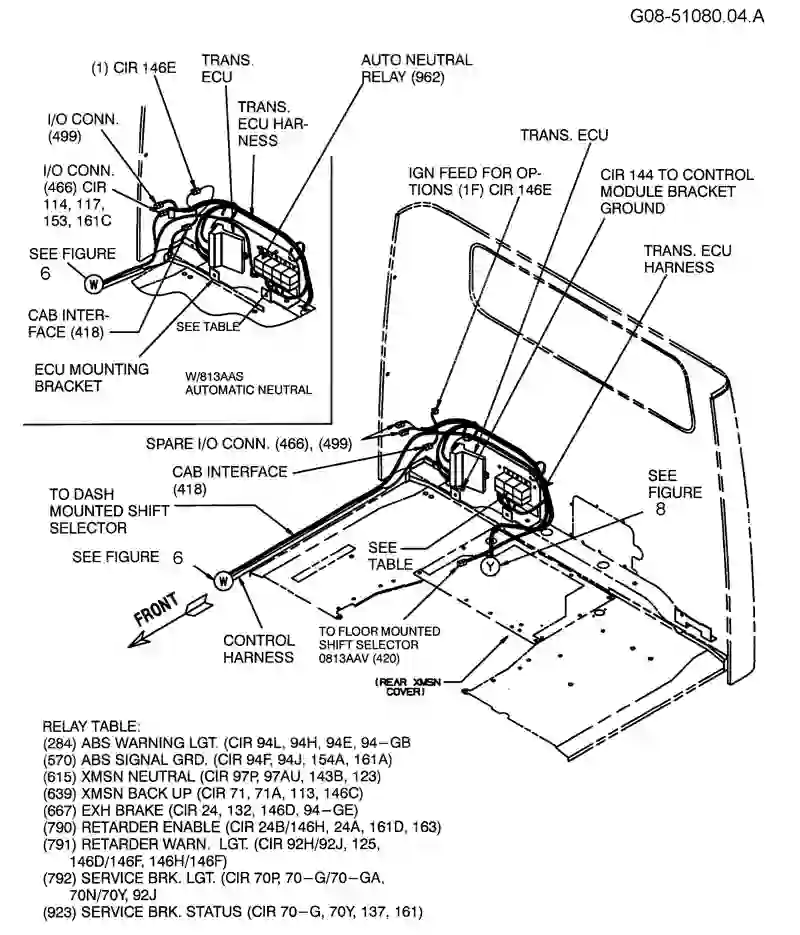 G08-51080.04.A
(1) CIR 146E
TRANS.
ECU
AUTO NEUTRAL
RELAY (962)
I/O CONN.
(499)
TRANS.
ECU HAR-
NESS
I/O CONN.
(466) CIR
114, 117,
153, 161C
SEE FIGURE
6
W
CAB INTER-
FACE (418)
SEE TABLE
ECU MOUNTING
BRACKET
W/813AAS
AUTOMATIC NEUTRAL
TRANS. ECU
IGN FEED FOR OP-
TIONS (1F) CIR 146E
CIR 144 TO CONTROL
MODULE BRACKET
GROUND
TRANS. ECU
HARNESS
SPARE I/O CONN. (466), (499)
CAB INTERFACE
(418)
TO DASH
MOUNTED SHIFT
SELECTOR
SEE FIGURE 6
W
SEE
TABLE
Y
SEE
FIGURE
8
FRONT
CONTROL
HARNESS
TO FLOOR MOUNTED
SHIFT SELECTOR
0813AAV (420)
(REAR XMSN
COVER)
RELAY TABLE:
(284) ABS WARNING LGT. (CIR 94L, 94H, 94E, 94-GB
(570) ABS SIGNAL GRD. (CIR 94F, 94J, 154A, 161A)
(615) XMSN NEUTRAL (CIR 97P, 97AU, 143B, 123)
(639) XMSN BACK UP (CIR 71, 71A, 113, 146C)
(667) EXH BRAKE (CIR 24, 132, 146D, 94-GE)
(790) RETARDER ENABLE (CIR 24B/146H, 24A, 161D, 163)
(791) RETARDER WARN. LGT. (CIR 92H/92J, 125,
146D/146F, 146H/146F)
(792) SERVICE BRK. LGT. (CIR 70P, 70-G/70-GA,
70N/70Y, 92J
(923) SERVICE BRK. STATUS (CIR 70-G, 70Y, 137, 161)